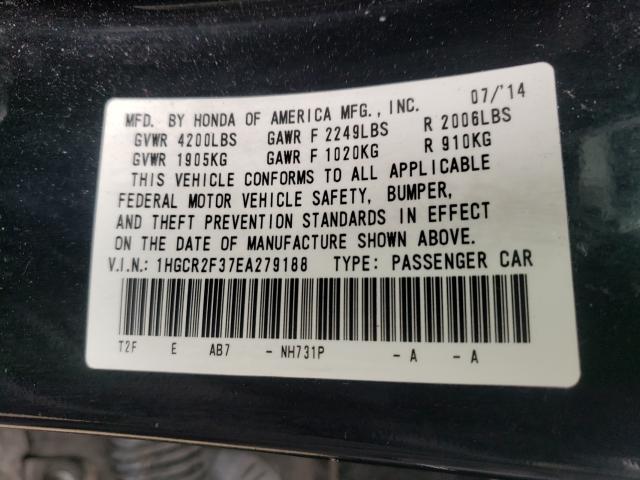 MFD. BY HONDA OF AMERICA MFG., INC. 07/'14
GVWR 4200LBS GAWR F 2249LBS R 2006LBS
GVWR 1905KG GAWR F 1020KG R 910KG
THIS VEHICLE CONFORMS TO ALL APPLICABLE
FEDERAL MOTOR VEHICLE SAFETY, BUMPER,
AND THEFT PREVENTION STANDARDS IN EFFECT
ON THE DATE OF MANUFACTURE SHOWN ABOVE.
V.I.N.: 1HGCR2F37EA279188 TYPE: PASSENGER CAR
T2F E AB7 - NH731P - A - A